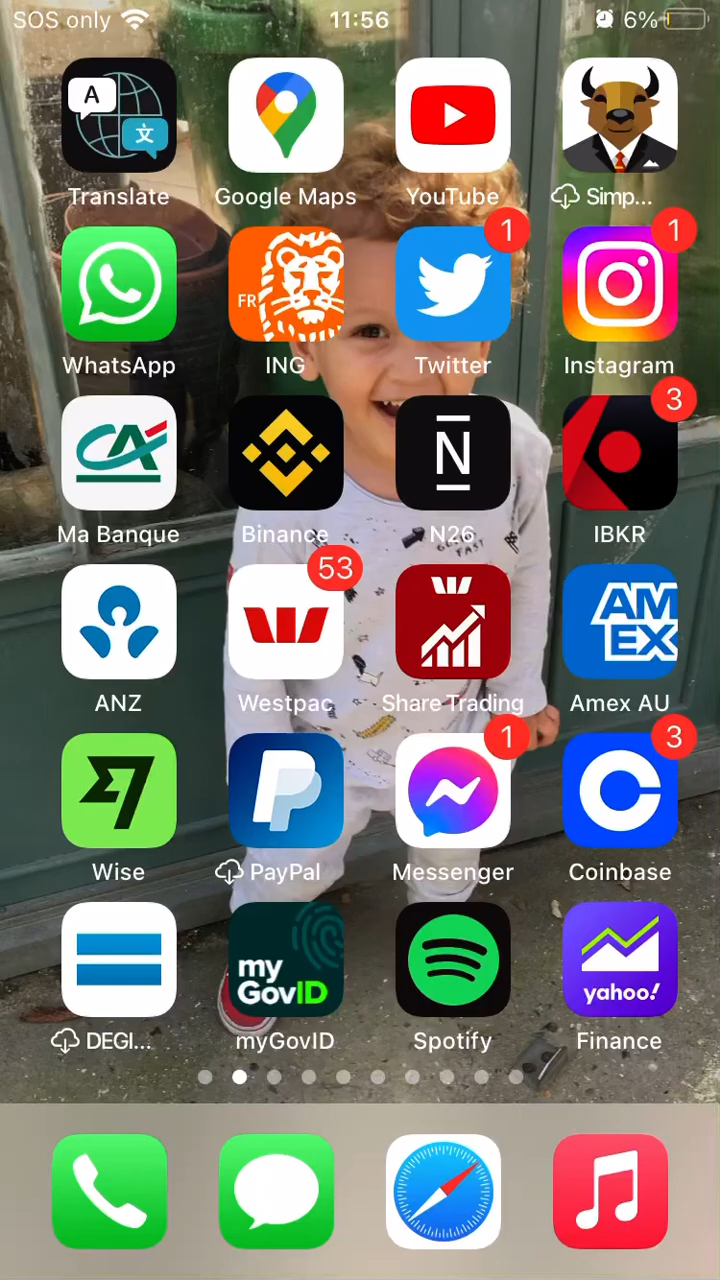 SOS only 11:56 6%
A 文
Translate Google Maps YouTube Simp...
1 1
FR
WhatsApp ING Twitter Instagram
3
CA N
Ma Banque Binance N26 IBKR
53
AM
EX
ANZ Westpac Share Trading Amex AU
1 3
Wise PayPal Messenger Coinbase
my
GovID yahoo!
DEGI... myGovID Spotify Finance